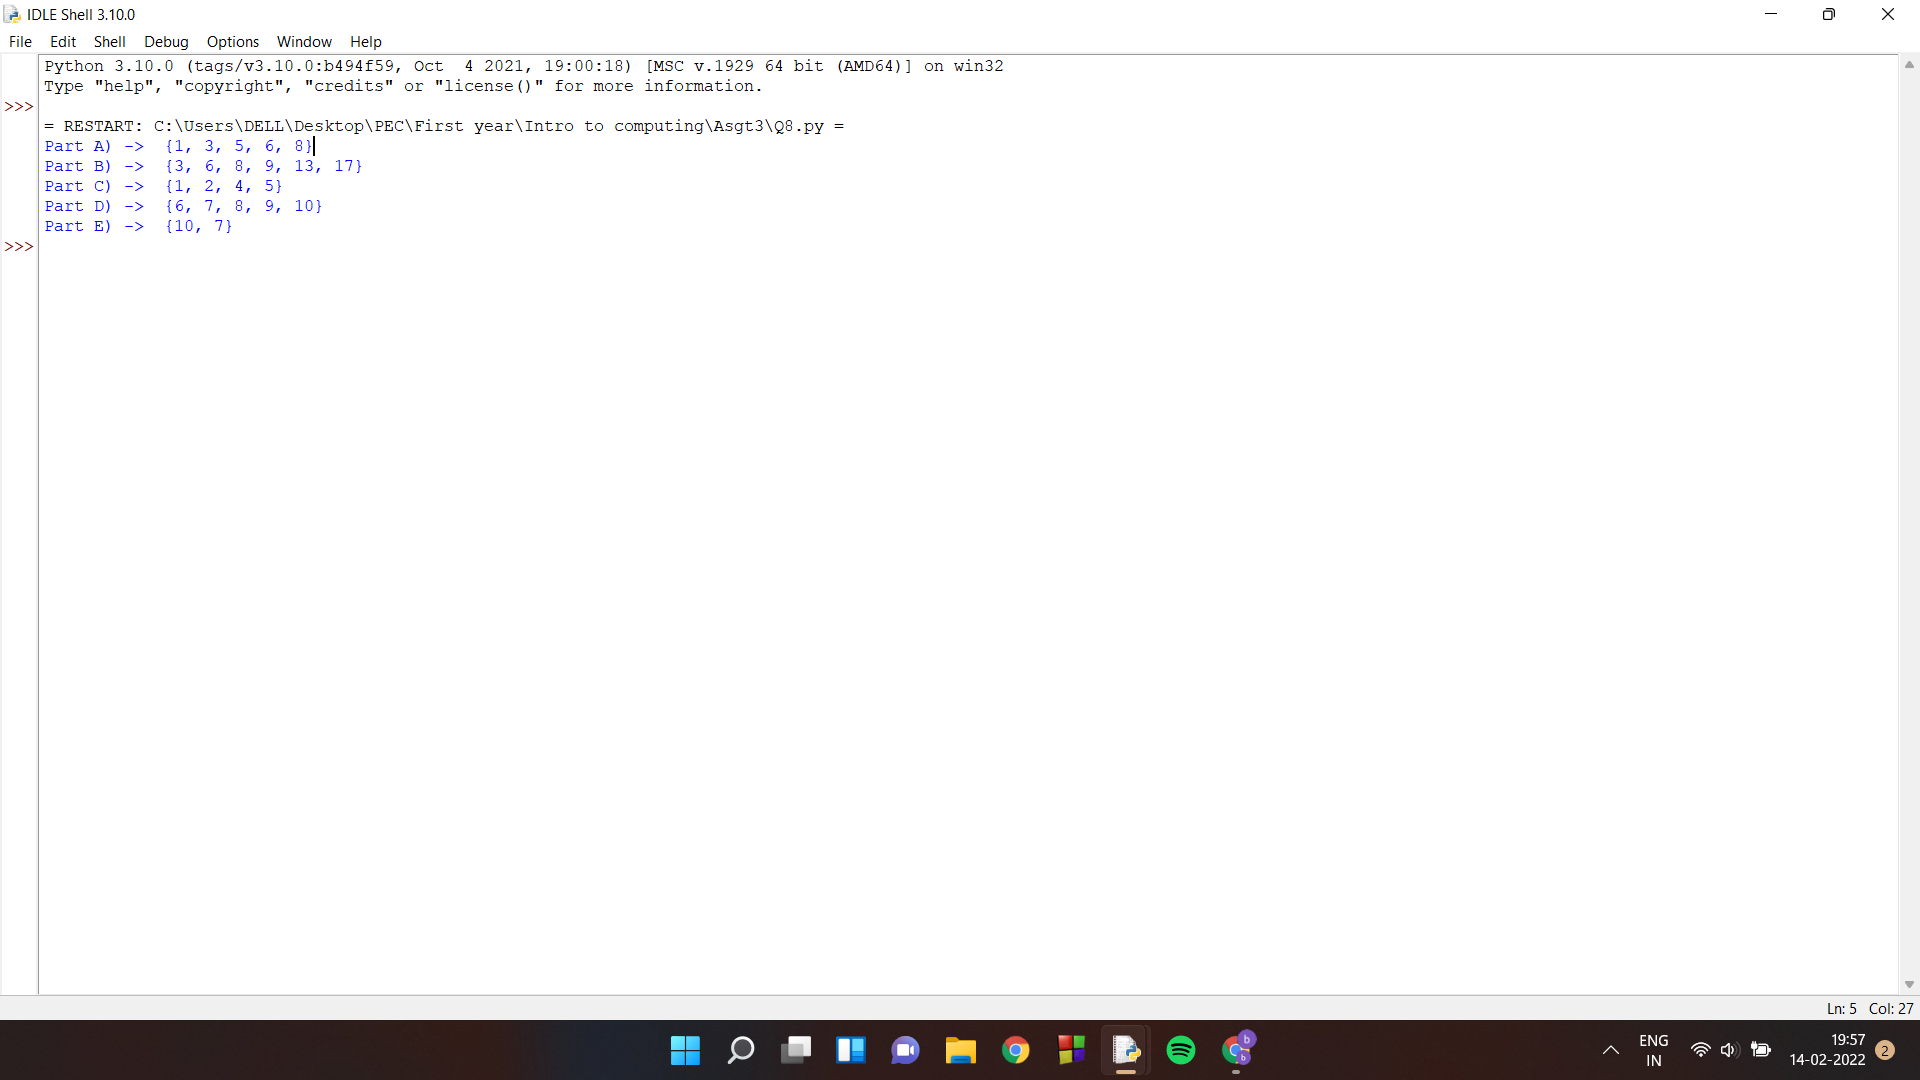 IDLE Shell 3.10.0
File Edit Shell Debug Options Window Help
Python 3.10.0 (tags/v3.10.0:b494f59, Oct  4 2021, 19:00:18) [MSC v.1929 64 bit (AMD64)] on win32
Type "help", "copyright", "credits" or "license()" for more information.
>>>
= RESTART: C:\Users\DELL\Desktop\PEC\First year\Intro to computing\Asgt3\Q8.py =
Part A) ->  {1, 3, 5, 6, 8}
Part B) ->  {3, 6, 8, 9, 13, 17}
Part C) ->  {1, 2, 4, 5}
Part D) ->  {6, 7, 8, 9, 10}
Part E) ->  {10, 7}
>>>
Ln: 5 Col: 27
b
b
ENG
IN
19:57
14-02-2022
2